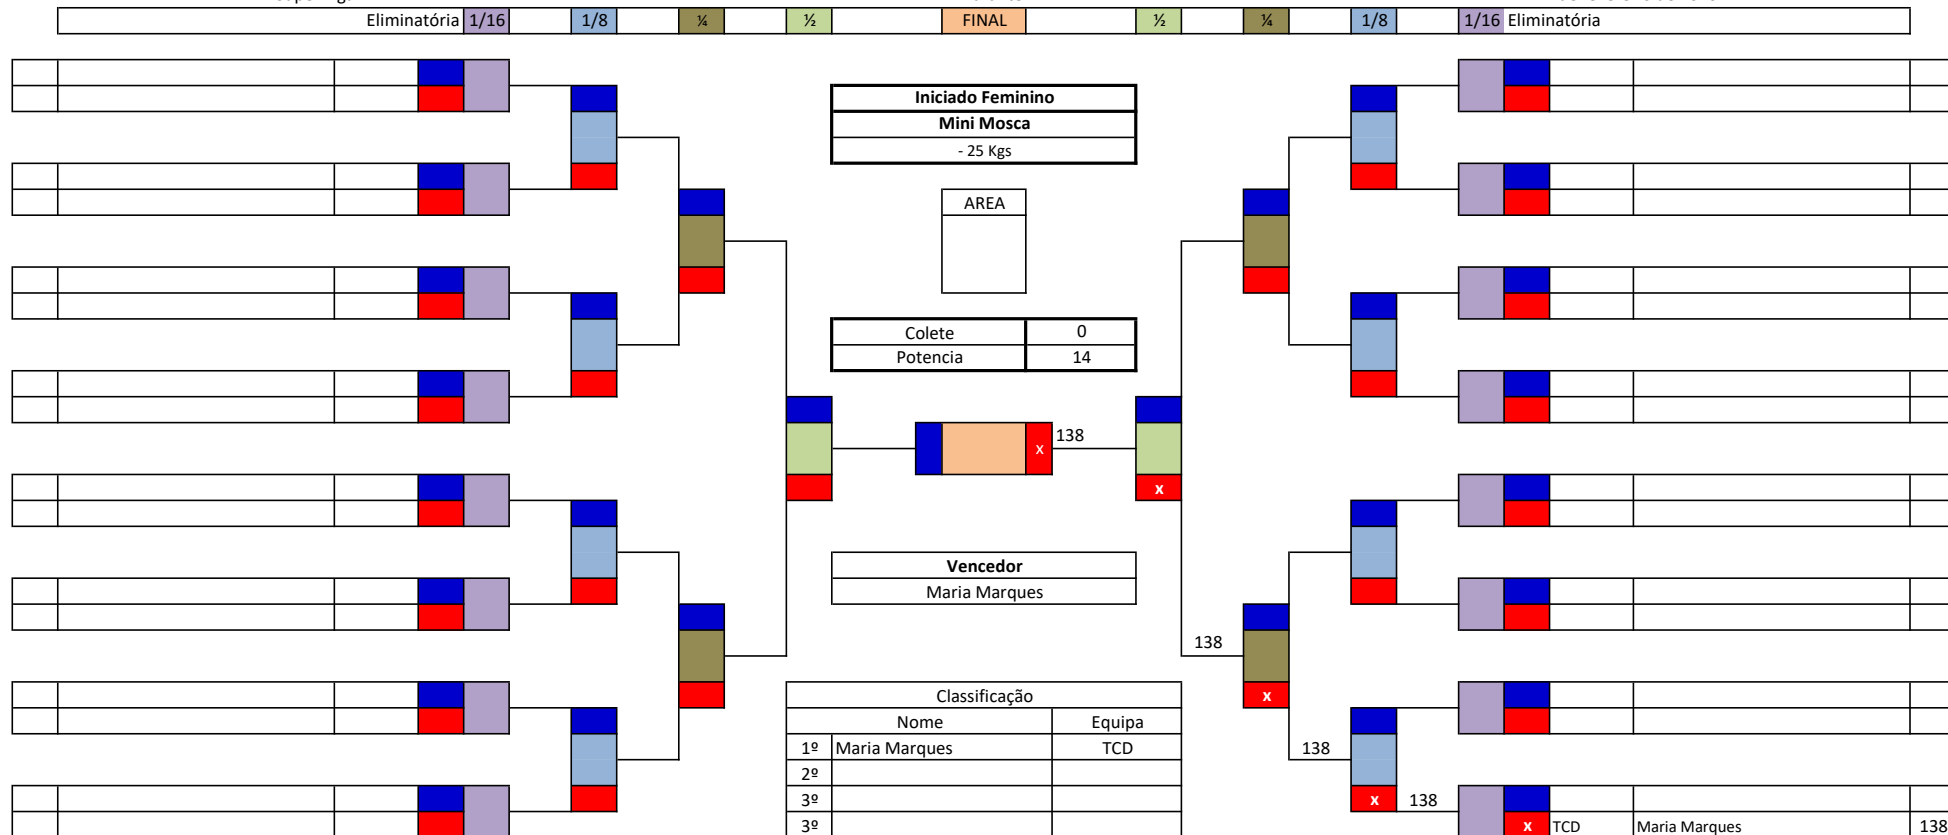 Eliminatória 1/16 1/8 ¼ ½ FINAL ½ ¼ 1/8 1/16 Eliminatória
Iniciado Feminino
Mini Mosca
- 25 Kgs
AREA
Colete 0
Potencia 14
x 138
x
Vencedor
Maria Marques
138
x
Classificação
Nome Equipa
1º Maria Marques TCD
138
2º
3º
x 138
3º
x TCD Maria Marques 138